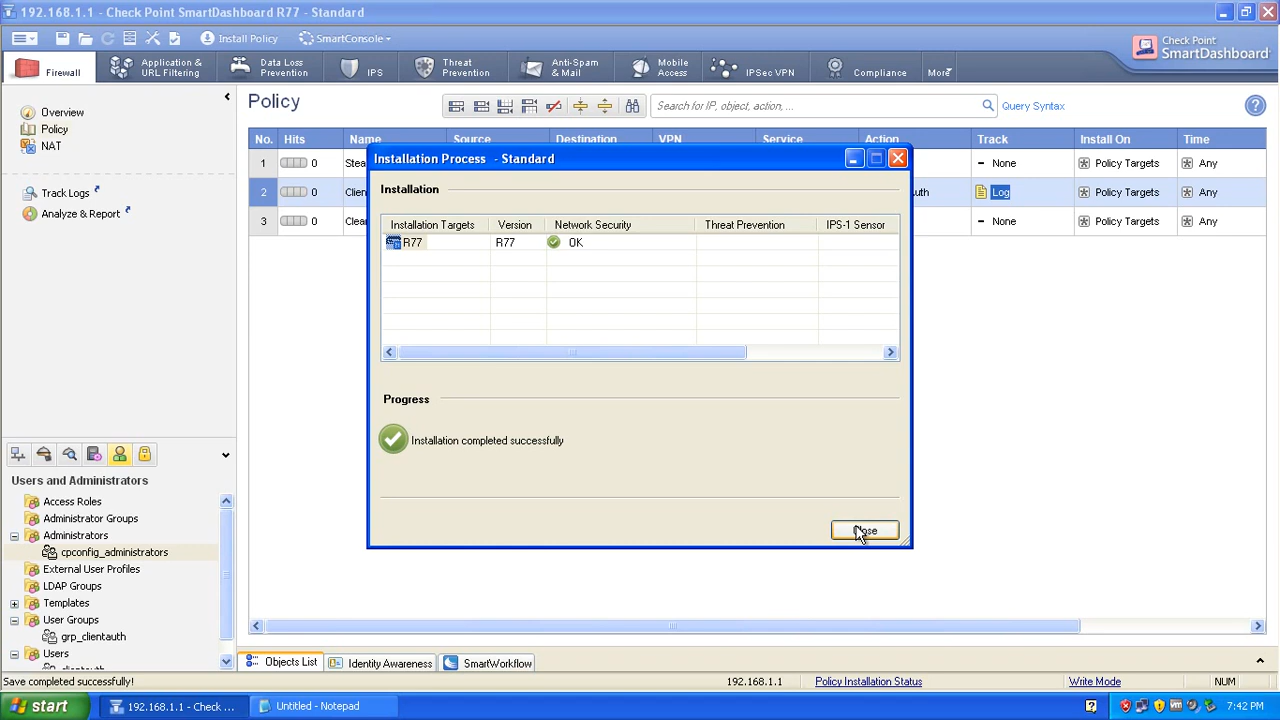 192.168.1.1 - Check Point SmartDashboard R77 - Standard
Install Policy
SmartConsole
Check Point
SmartDashboard
Firewall
Application &
URL Filtering
Data Loss
Prevention
IPS
Threat
Prevention
Anti-Spam
& Mail
Mobile
Access
IPSec VPN
Compliance
More
Overview
Policy
NAT
Track Logs
Analyze & Report
Policy
Search for IP, object, action, ...
Query Syntax
No. Hits Name Source Destination VPN Service Action Track Install On Time
1 0 None Policy Targets Any
2 0 Log Policy Targets Any
3 0 None Policy Targets Any
Installation Process - Standard
Installation
Installation Targets Version Network Security Threat Prevention IPS-1 Sensor
R77 R77 OK
Progress
Installation completed successfully
Close
Users and Administrators
Access Roles
Administrator Groups
Administrators
cpconfig_administrators
External User Profiles
LDAP Groups
Templates
User Groups
grp_clientauth
Users
clientauth
Objects List
Identity Awareness
SmartWorkflow
Save completed successfully!
192.168.1.1
Policy Installation Status
Write Mode
NUM
start
192.168.1.1 - Check ...
Untitled - Notepad
7:42 PM